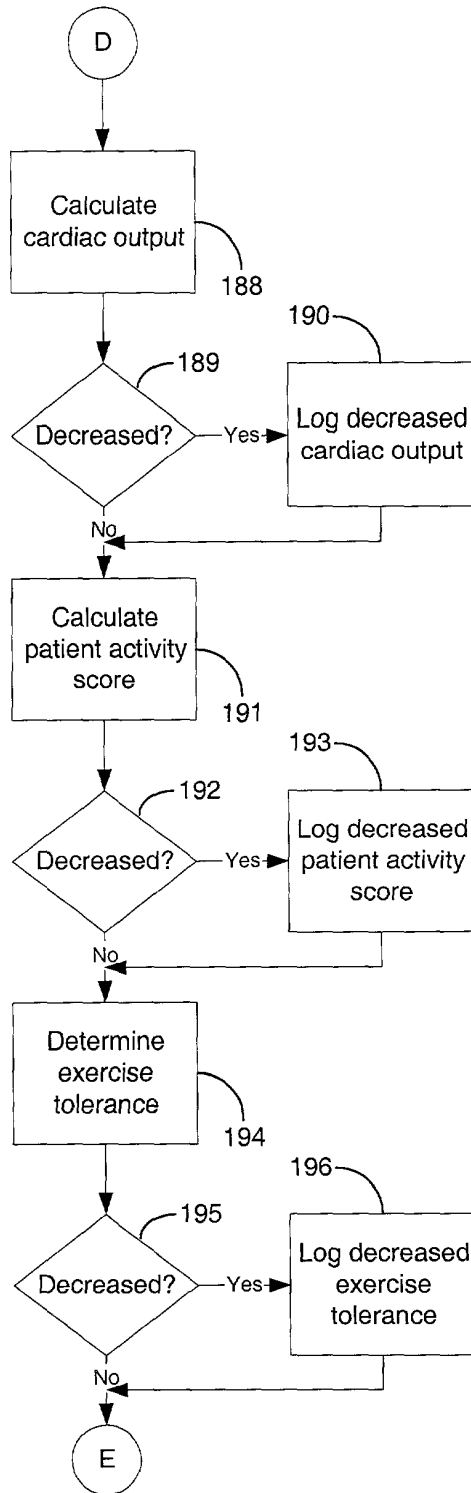 D
Calculate
cardiac output
188
190
189
Decreased?
Yes
Log decreased
cardiac output
No
Calculate
patient activity
score
191
193
192
Decreased?
Yes
Log decreased
patient activity
score
No
Determine
exercise
tolerance
194
196
195
Decreased?
Yes
Log decreased
exercise
tolerance
No
E